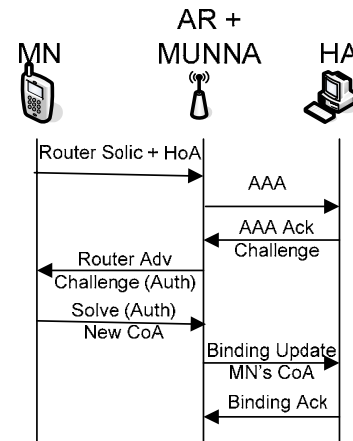 AR +
MN MUNNA HA
Router Solic + HoA
AAA
AAA Ack
Challenge
Router Adv
Challenge (Auth)
Solve (Auth)
New CoA
Binding Update
MN's CoA
Binding Ack